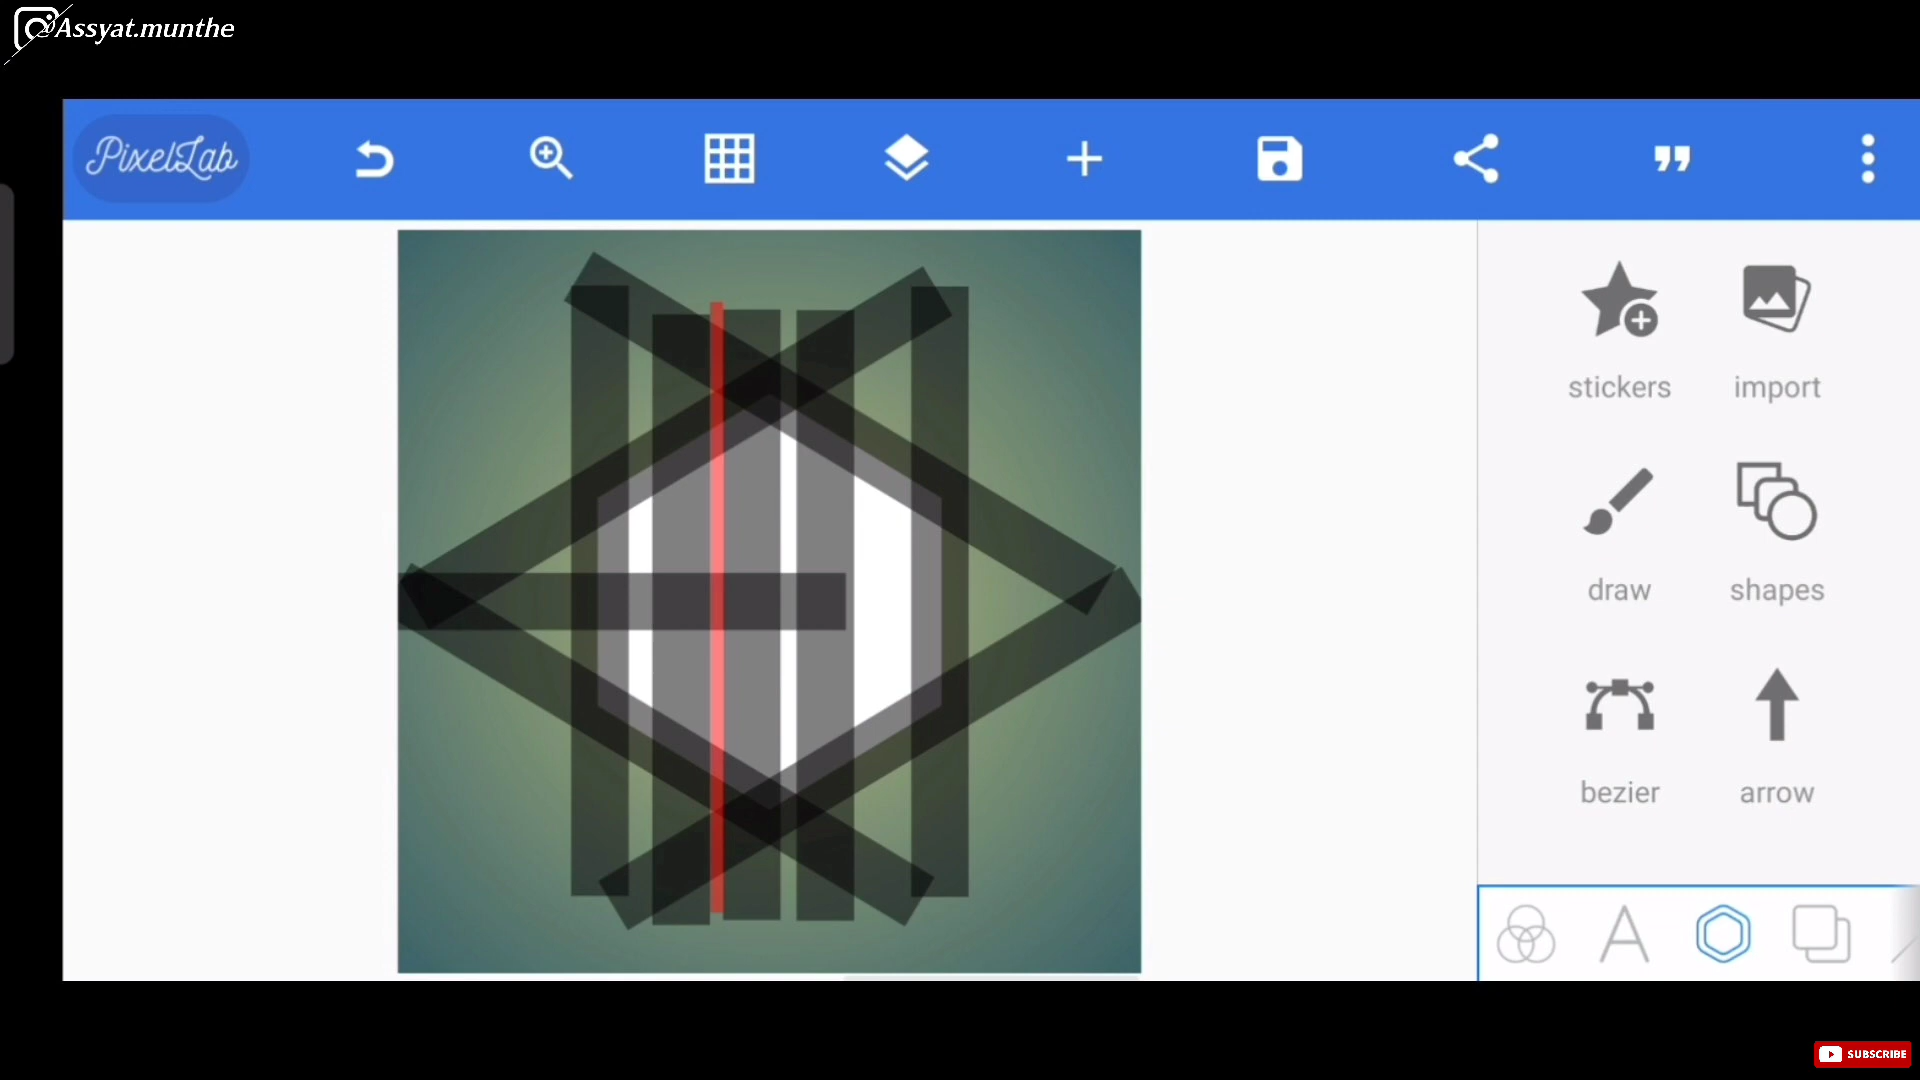 @Assyat.munthe
PixelLab
stickers import
draw shapes
bezier arrow
SUBSCRIBE